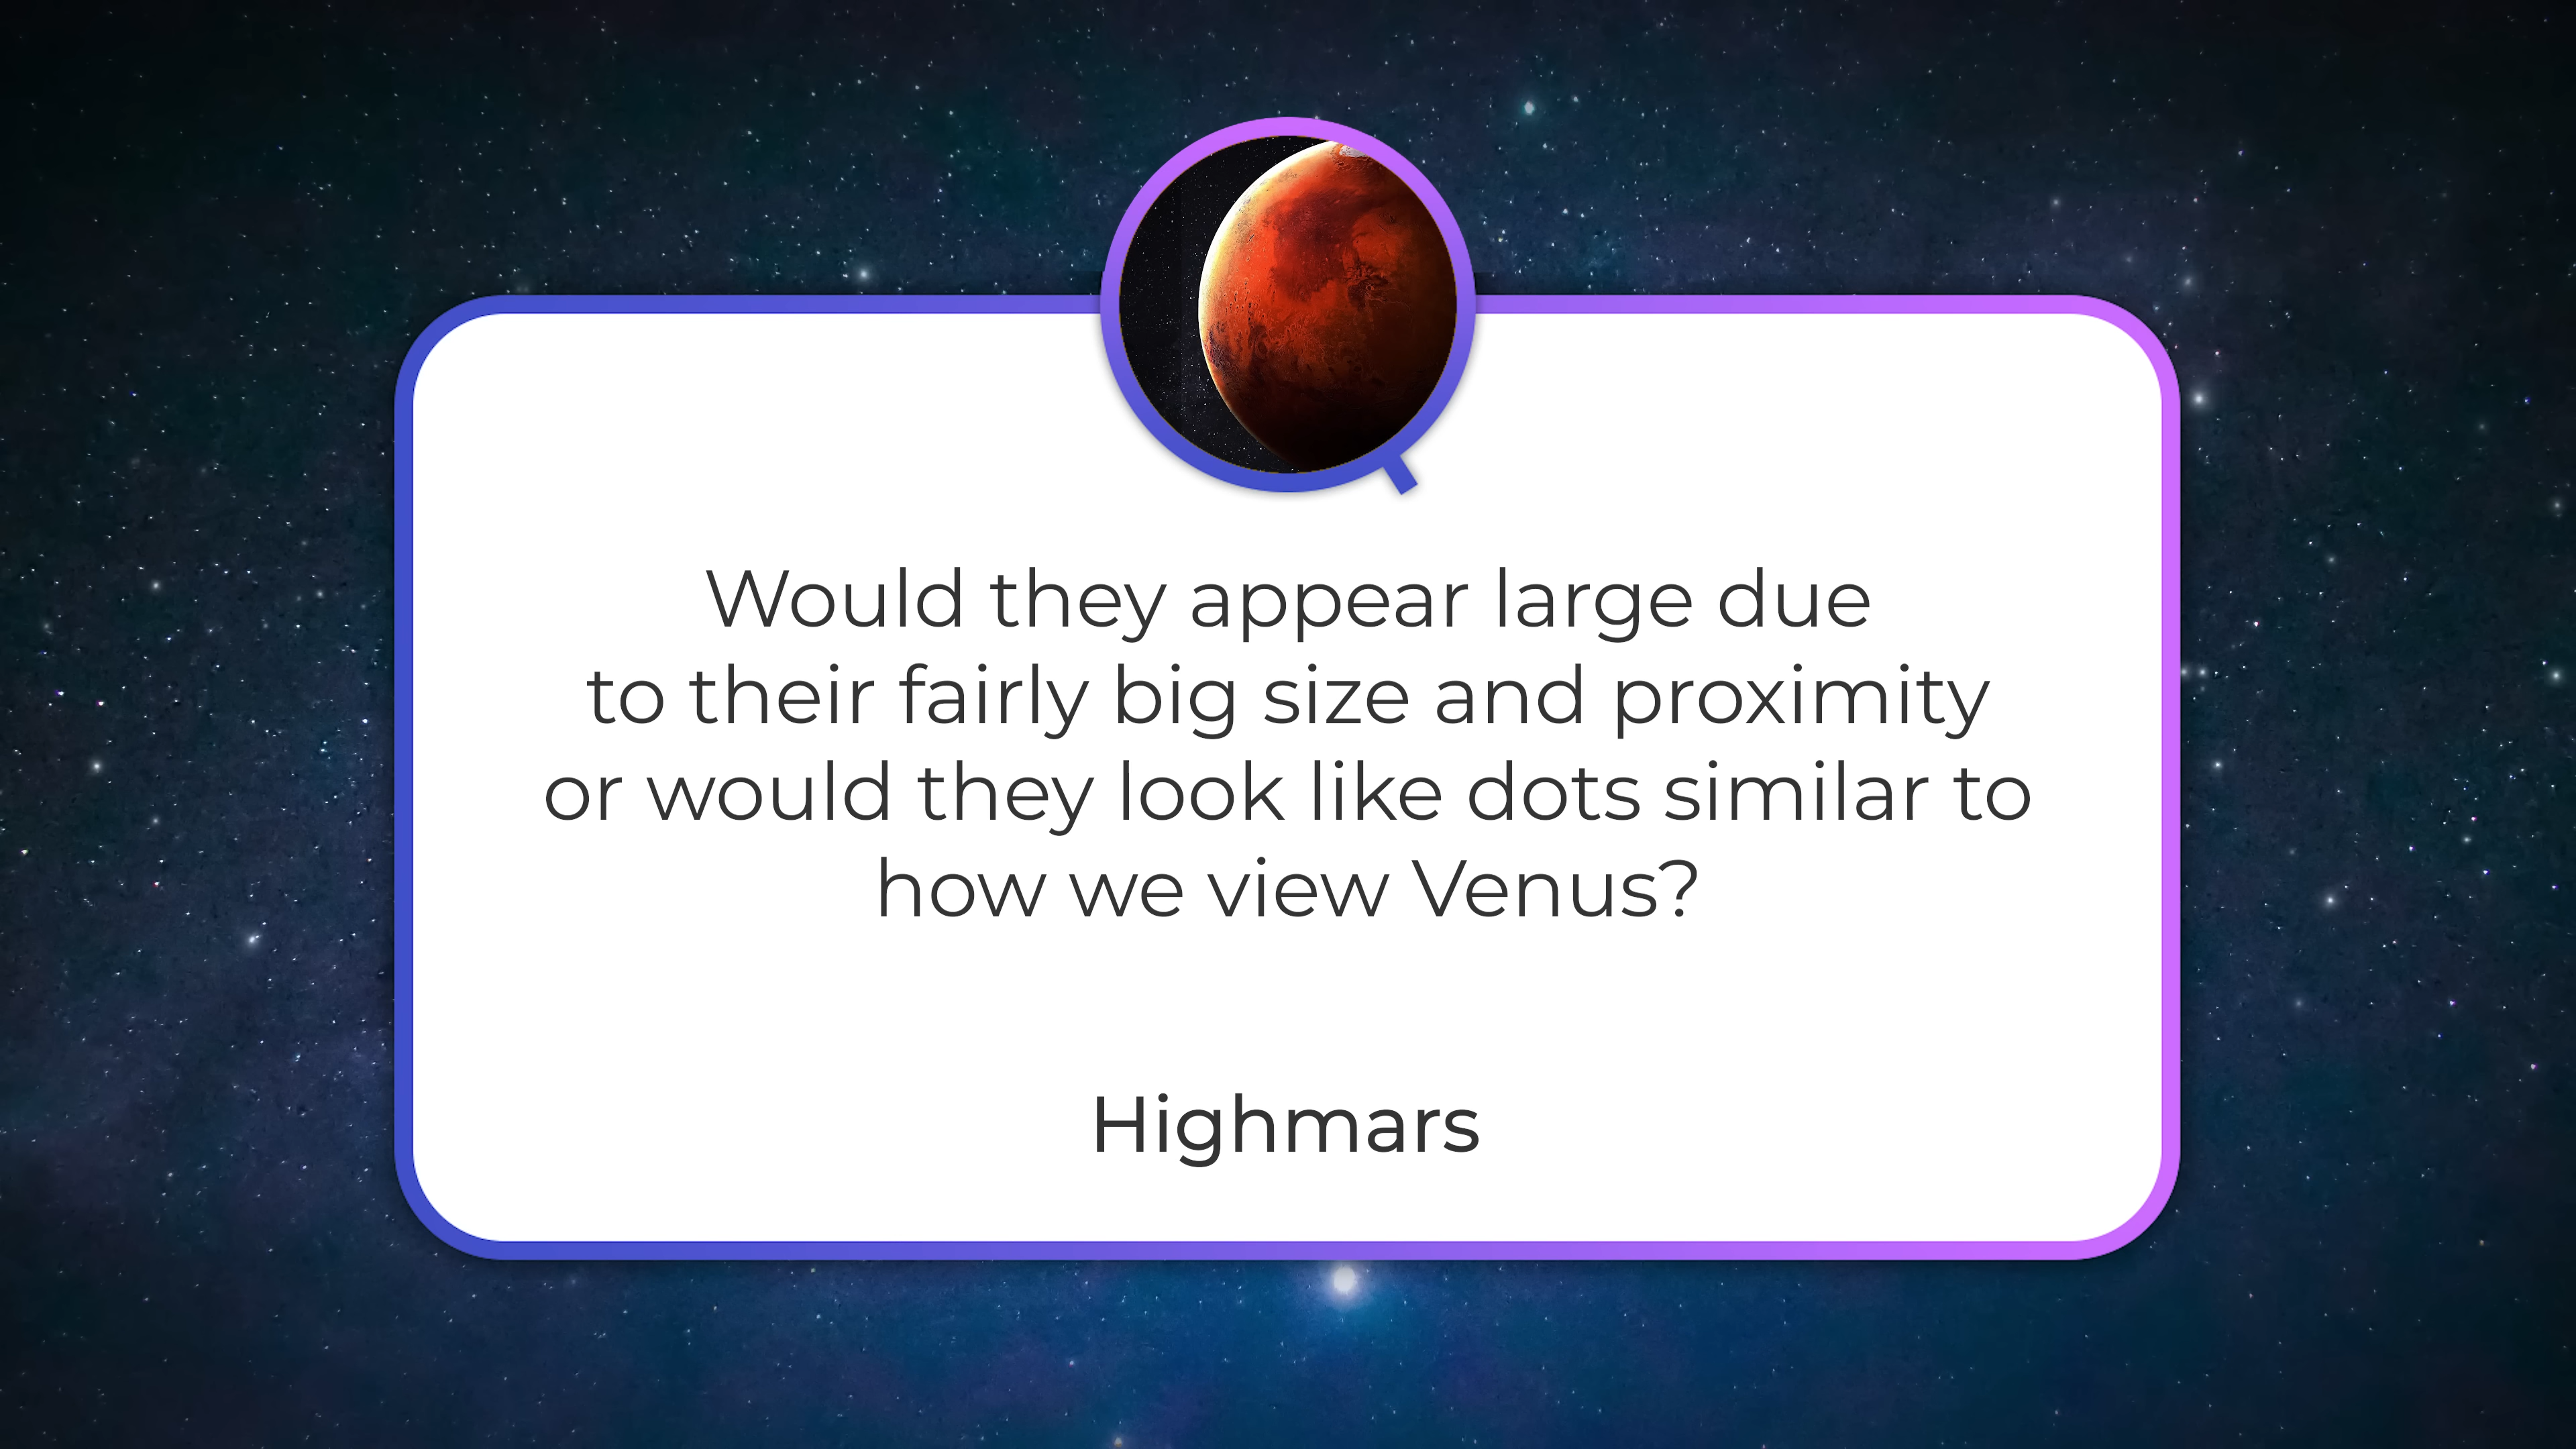 Would they appear large due
to their fairly big size and proximity
or would they look like dots similar to
how we view Venus?
Highmars